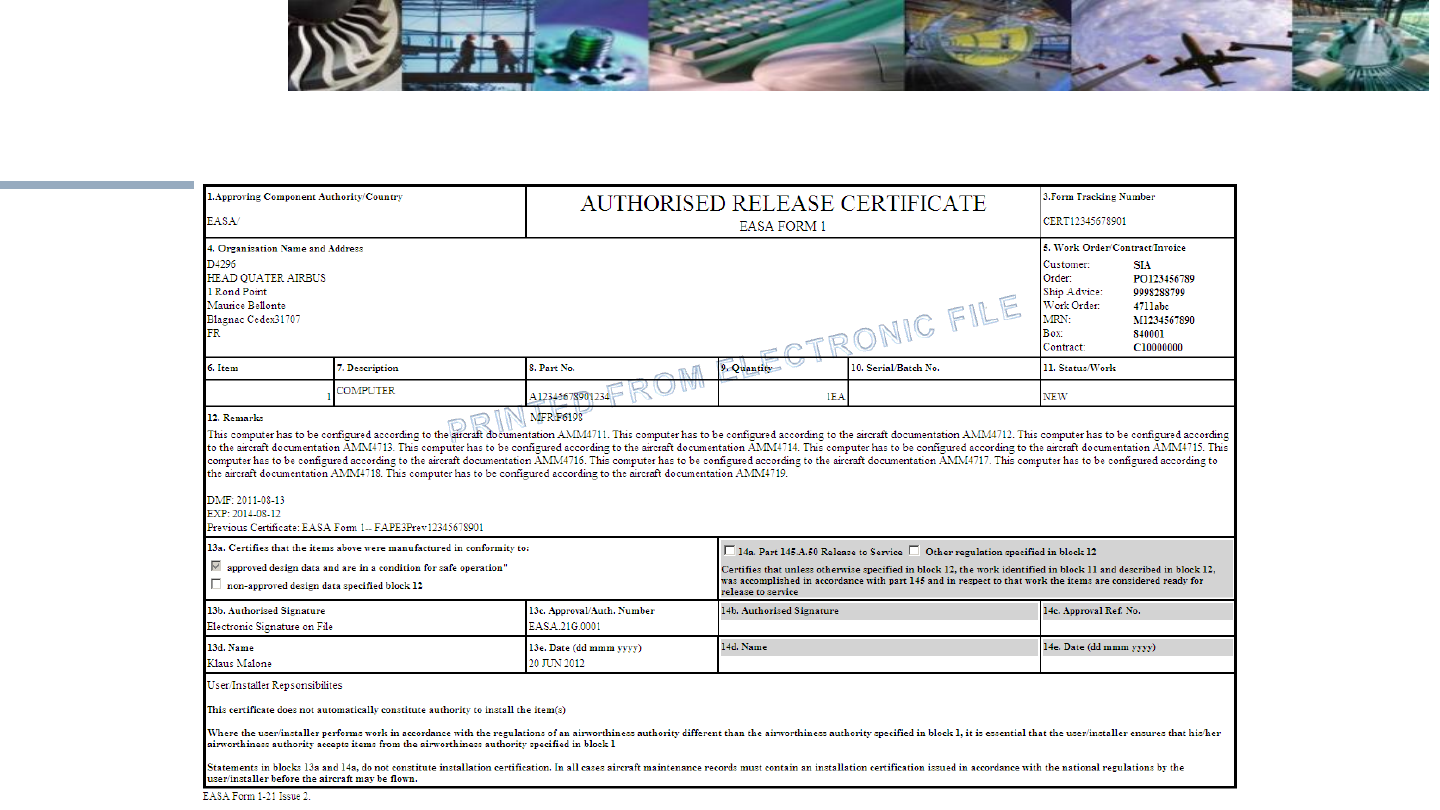 1.Approving Component Authority/Country
EASA/
AUTHORISED RELEASE CERTIFICATE
EASA FORM 1
3.Form Tracking Number
CERT12345678901
4. Organisation Name and Address
D4296
HEAD QUATER AIRBUS
1 Rond Point
Maurice Bellonte
Blagnac Cedex31707
FR
5. Work Order/Contract/Invoice
Customer: SIA
Order: PO123456789
Ship Advice: 9998288799
Work Order: 4711abc
MRN: M1234567890
Box: 840001
Contract: C10000000
PRINTED FROM ELECTRONIC FILE
6. Item
7. Description
8. Part No.
9. Quantity
10. Serial/Batch No.
11. Status/Work
1
COMPUTER
A12345678901234
1EA
NEW
12. Remarks
MFR:F6198
This computer has to be configured according to the aircraft documentation AMM4711. This computer has to be configured according to the aircraft documentation AMM4712. This computer has to be configured according
to the aircraft documentation AMM4713. This computer has to be configured according to the aircraft documentation AMM4714. This computer has to be configured according to the aircraft documentation AMM4715. This
computer has to be configured according to the aircraft documentation AMM4716. This computer has to be configured according to the aircraft documentation AMM4717. This computer has to be configured according to
the aircraft documentation AMM4718. This computer has to be configured according to the aircraft documentation AMM4719.
DMF: 2011-08-13
EXP: 2014-08-12
Previous Certificate: EASA Form 1-- FAPE3Prev12345678901
13a. Certifies that the items above were manufactured in conformity to:
approved design data and are in a condition for safe operation"
non-approved design data specified block 12
14a. Part 145.A.50 Release to Service
Other regulation specified in block 12
Certifies that unless otherwise specified in block 12, the work identified in block 11 and described in block 12,
was accomplished in accordance with part 145 and in respect to that work the items are considered ready for
release to service
13b. Authorised Signature
Electronic Signature on File
13c. Approval/Auth. Number
EASA.21G.0001
14b. Authorised Signature
14c. Approval Ref. No.
13d. Name
Klaus Malone
13e. Date (dd mmm yyyy)
20 JUN 2012
14d. Name
14e. Date (dd mmm yyyy)
User/Installer Repsonsibilites
This certificate does not automatically constitute authority to install the item(s)
Where the user/installer performs work in accordance with the regulations of an airworthiness authority different than the airworthiness authority specified in block 1, it is essential that the user/installer ensures that his/her
airworthiness authority accepts items from the airworthiness authority specified in block 1
Statements in blocks 13a and 14a, do not constitute installation certification. In all cases aircraft maintenance records must contain an installation certification issued in accordance with the national regulations by the
user/installer before the aircraft may be flown.
EASA Form 1-21 Issue 2.